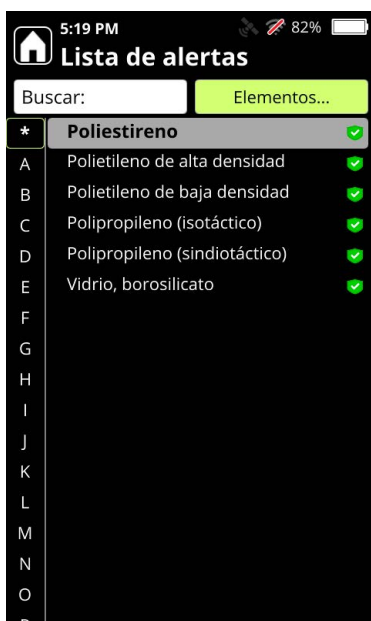 5:19 PM 82%
Lista de alertas
Buscar: Elementos...
* Poliestireno
A Polietileno de alta densidad
B Polietileno de baja densidad
C Polipropileno (isotáctico)
D Polipropileno (sindiotáctico)
E Vidrio, borosilicato
F
G
H
I
J
K
L
M
N
O